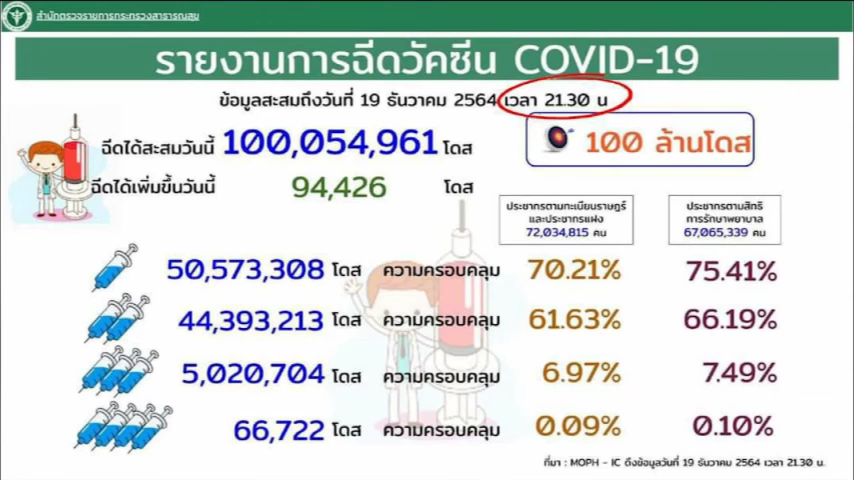 สำนักตรวจราชการกระทรวงสาธารณสุข
รายงานการฉีดวัคซีน COVID-19
ข้อมูลสะสมถึงวันที่ 19 ธันวาคม 2564 เวลา 21.30 น
ฉีดได้สะสมวันนี้ 100,054,961 โดส
100 ล้านโดส
ฉีดได้เพิ่มขึ้นวันนี้ 94,426 โดส
ประชากรตามทะเบียนราษฎร์
และประชากรแฝง
72,034,815 คน
ประชากรตามสิทธิ
การรักษาพยาบาล
67,065,339 คน
50,573,308 โดส ความครอบคลุม 70.21% 75.41%
44,393,213 โดส ความครอบคลุม 61.63% 66.19%
5,020,704 โดส ความครอบคลุม 6.97% 7.49%
66,722 โดส ความครอบคลุม 0.09% 0.10%
ที่มา : MOPH - IC ดึงข้อมูลวันที่ 19 ธันวาคม 2564 เวลา 21.30 น.